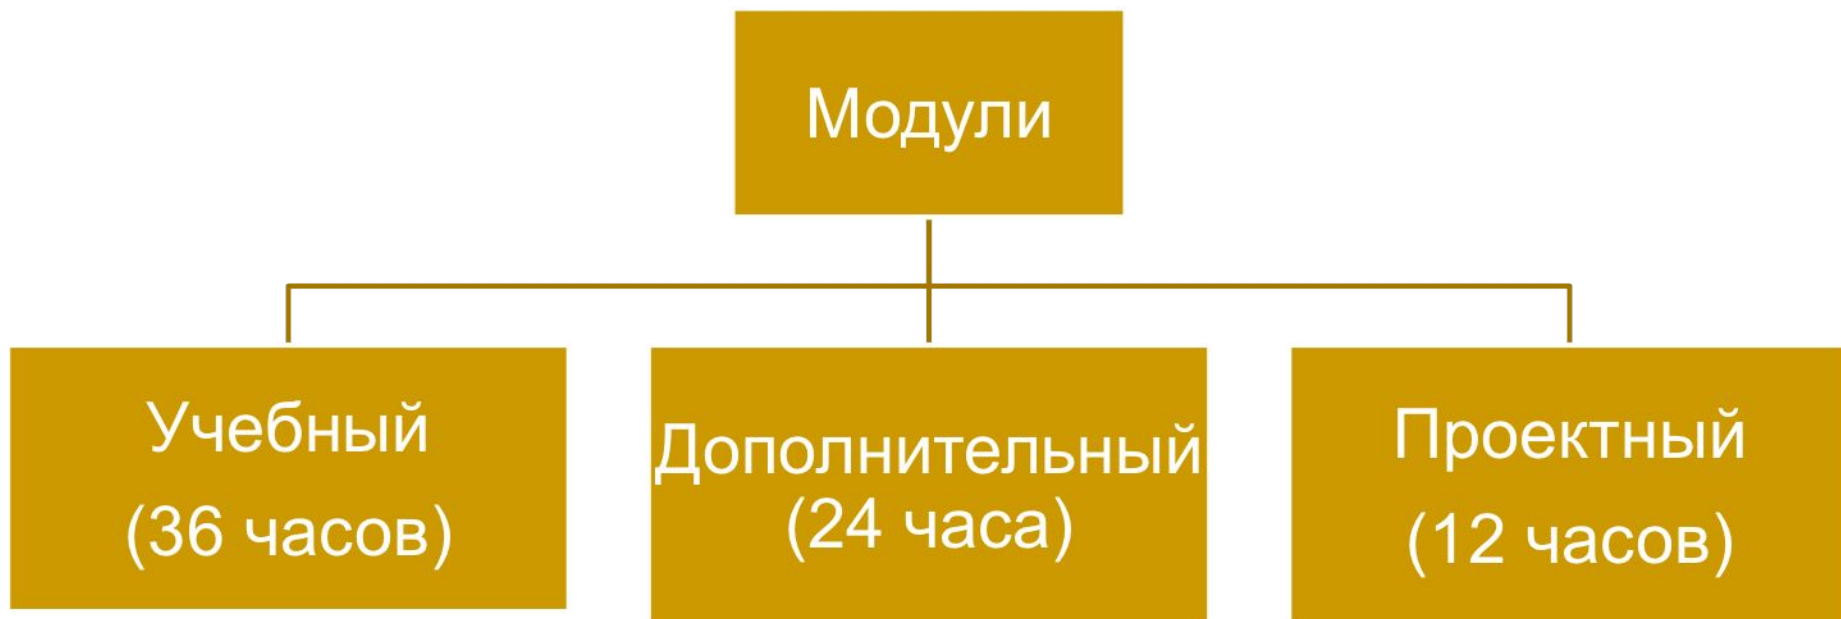 Модули
Учебный
(36 часов)
Дополнительный
(24 часа)
Проектный
(12 часов)